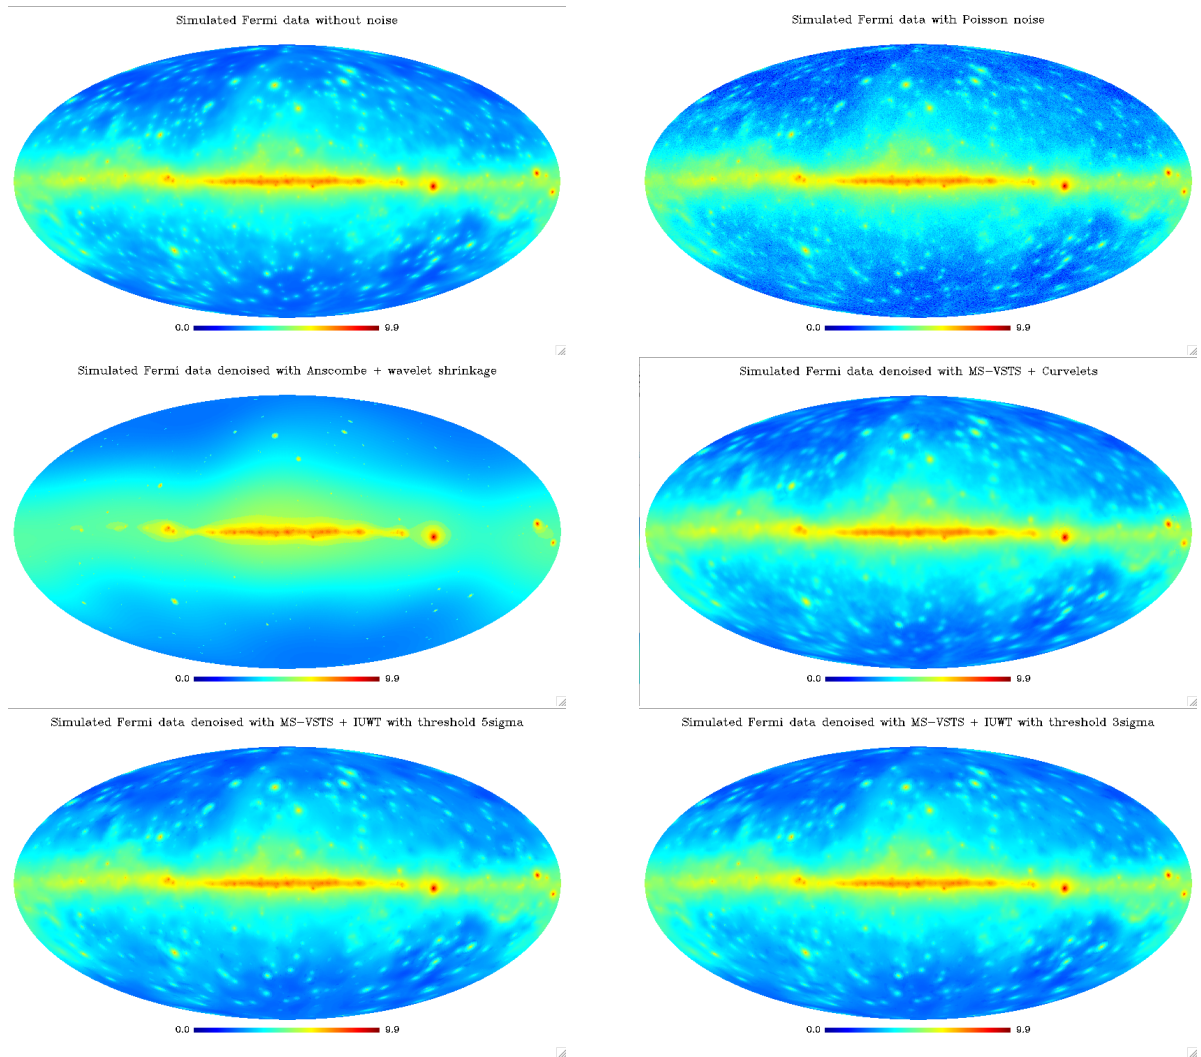 Simulated Fermi data without noise
Simulated Fermi data with Poisson noise
0.0 9.9
0.0 9.9
Simulated Fermi data denoised with Anscombe + wavelet shrinkage
Simulated Fermi data denoised with MS-VSTS + Curvelets
0.0 9.9
0.0 9.9
Simulated Fermi data denoised with MS-VSTS + IUWT with threshold 5sigma
Simulated Fermi data denoised with MS-VSTS + IUWT with threshold 3sigma
0.0 9.9
0.0 9.9